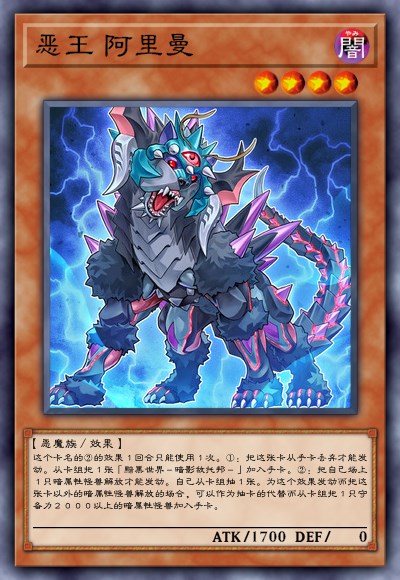 恶王 阿里曼
やみ
闇
【恶魔族／效果】
这个卡名的②的效果1回合只能使用1次。①：把这张卡从手卡丢弃才能发
动。从卡组把1张「黯黑世界－暗影敌托邦－」加入手卡。②：把自己场上
1只暗属性怪兽解放才能发动。自己从卡组抽1张。为这个效果发动而把这
张卡以外的暗属性怪兽解放的场合，可以作为抽卡的代替而从卡组把1只守
备力2000以上的暗属性怪兽加入手卡。
ATK/1700 DEF/ 0